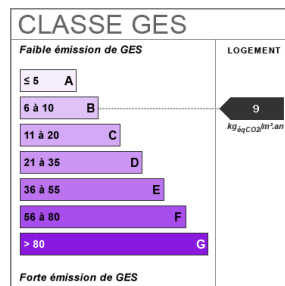 CLASSE GES
Faible émission de GES
LOGEMENT
≤ 5 A
6 à 10 B
9
kgéqCO2/m².an
11 à 20 C
21 à 35 D
36 à 55 E
56 à 80 F
> 80 G
Forte émission de GES